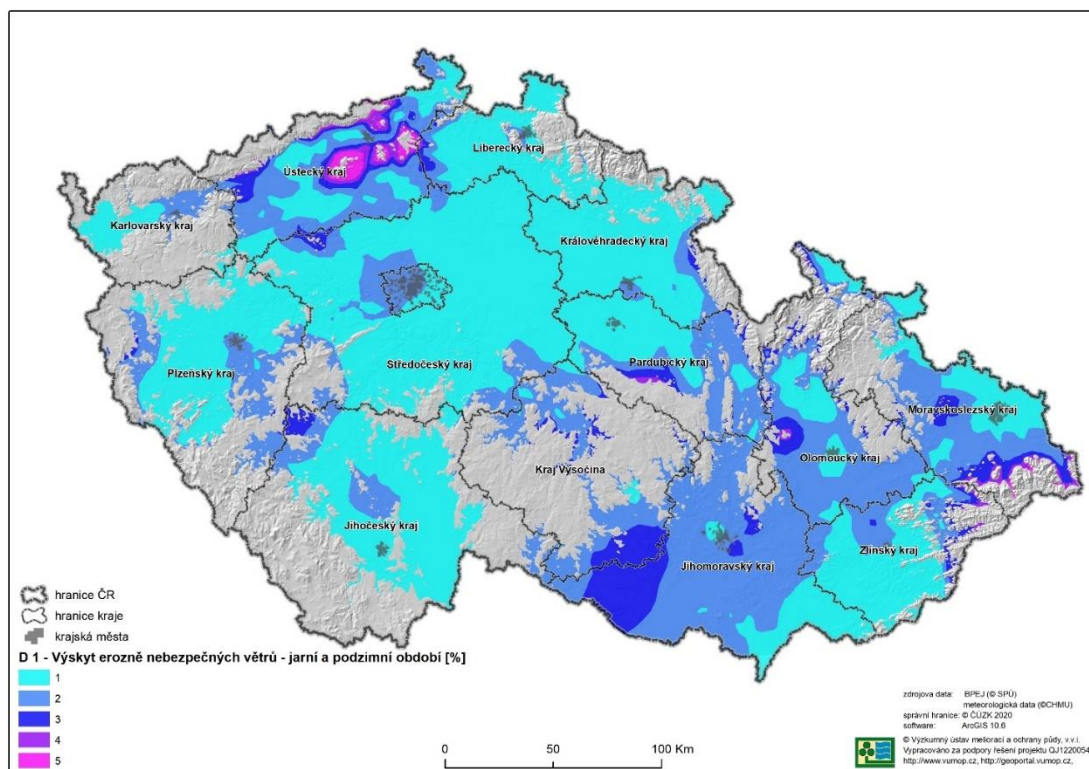 Liberecký kraj
Ústecký kraj
Karlovarský kraj
Královéhradecký kraj
Plzeňský kraj
Středočeský kraj
Pardubický kraj
Moravskoslezský kraj
Olomoucký kraj
Kraj Vysočina
Jihočeský kraj
Jihomoravský kraj
Zlínský kraj
hranice ČR
hranice kraje
krajská města
D 1 - Výskyt erozně nebezpečných větrů - jarní a podzimní období [%]
1
2
3
4
5
0 50 100 Km
zdrojova data: BPEJ (© SPÚ)
meteorologická data (©CHMU)
správní hranice: © ČÚZK 2020
software: ArcGIS 10.6
© Výzkumný ústav meliorací a ochrany půdy, v.v.i.
Vypracováno za podpory řešení projektu QJ1220054
http://www.vumop.cz, http://geoportal.vumop.cz,